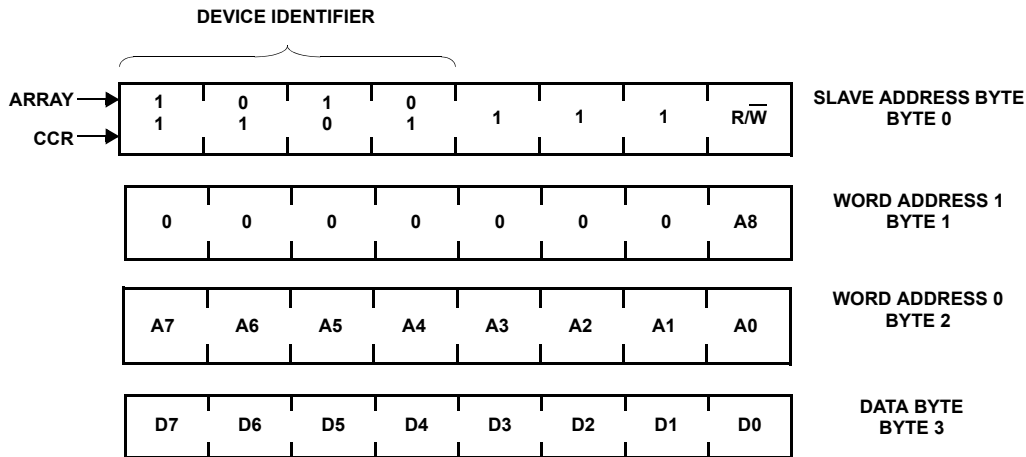 DEVICE IDENTIFIER
ARRAY
CCR
1 0 1 0
1 1 0 1 1 1 1 R/W̅
SLAVE ADDRESS BYTE
BYTE 0
0 0 0 0 0 0 0 A8
WORD ADDRESS 1
BYTE 1
A7 A6 A5 A4 A3 A2 A1 A0
WORD ADDRESS 0
BYTE 2
D7 D6 D5 D4 D3 D2 D1 D0
DATA BYTE
BYTE 3